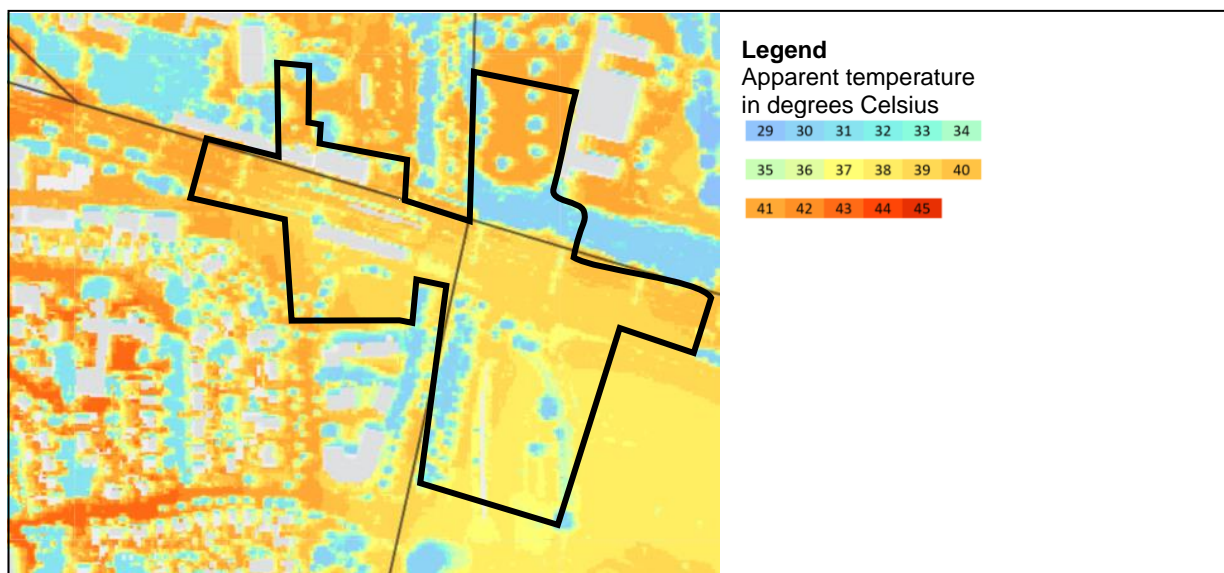 Legend
Apparent temperature
in degrees Celsius
29 30 31 32 33 34
35 36 37 38 39 40
41 42 43 44 45